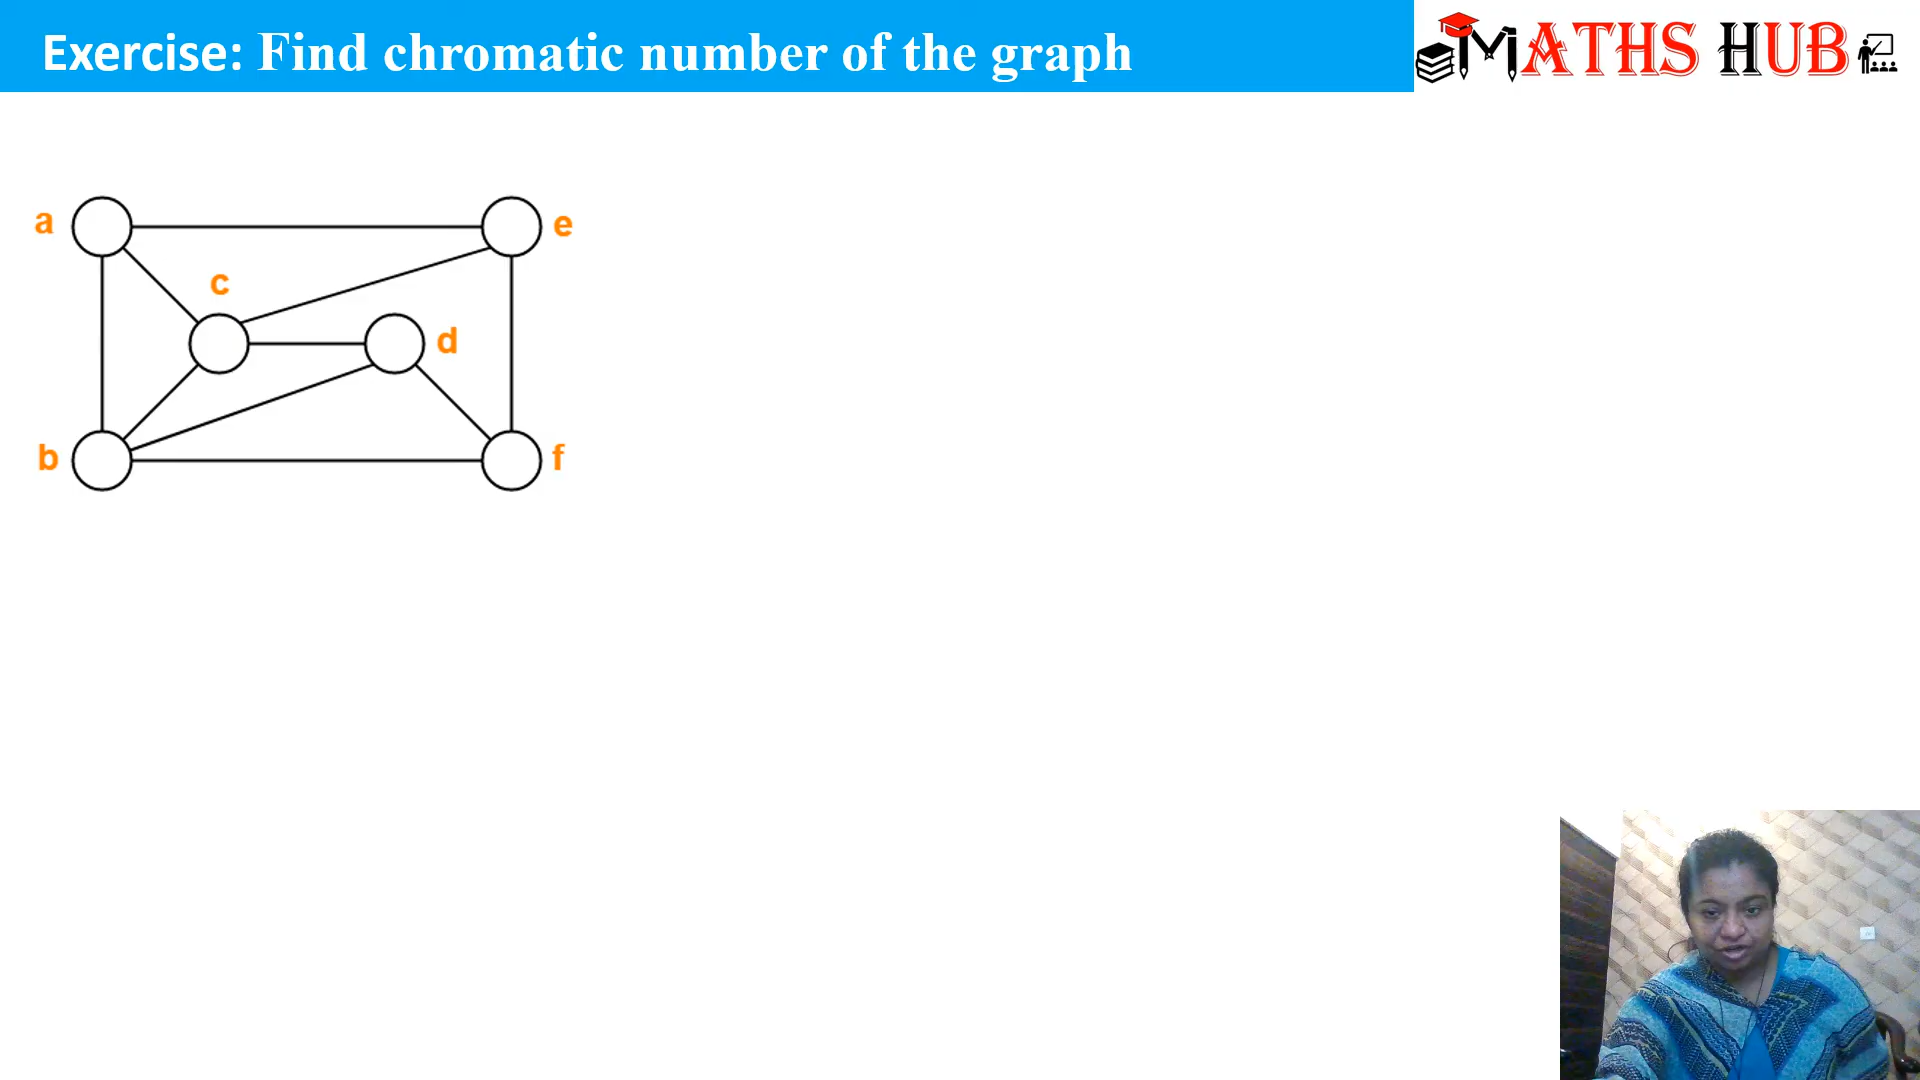 Exercise: Find chromatic number of the graph
MATHS HUB
a
e
c
d
b
f